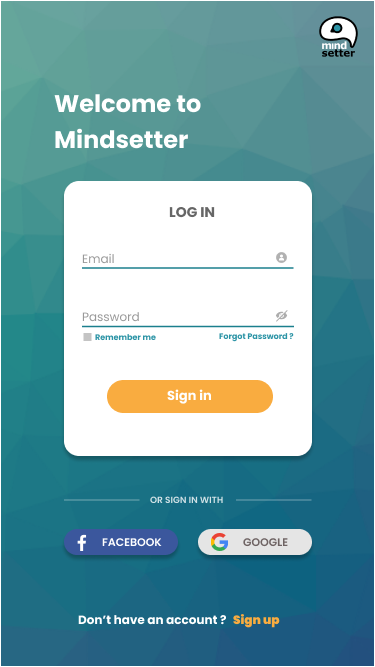 mind
setter
Welcome to
Mindsetter
LOG IN
Email
Password
Remember me Forgot Password ?
Sign in
OR SIGN IN WITH
FACEBOOK GOOGLE
Don’t have an account ? Sign up